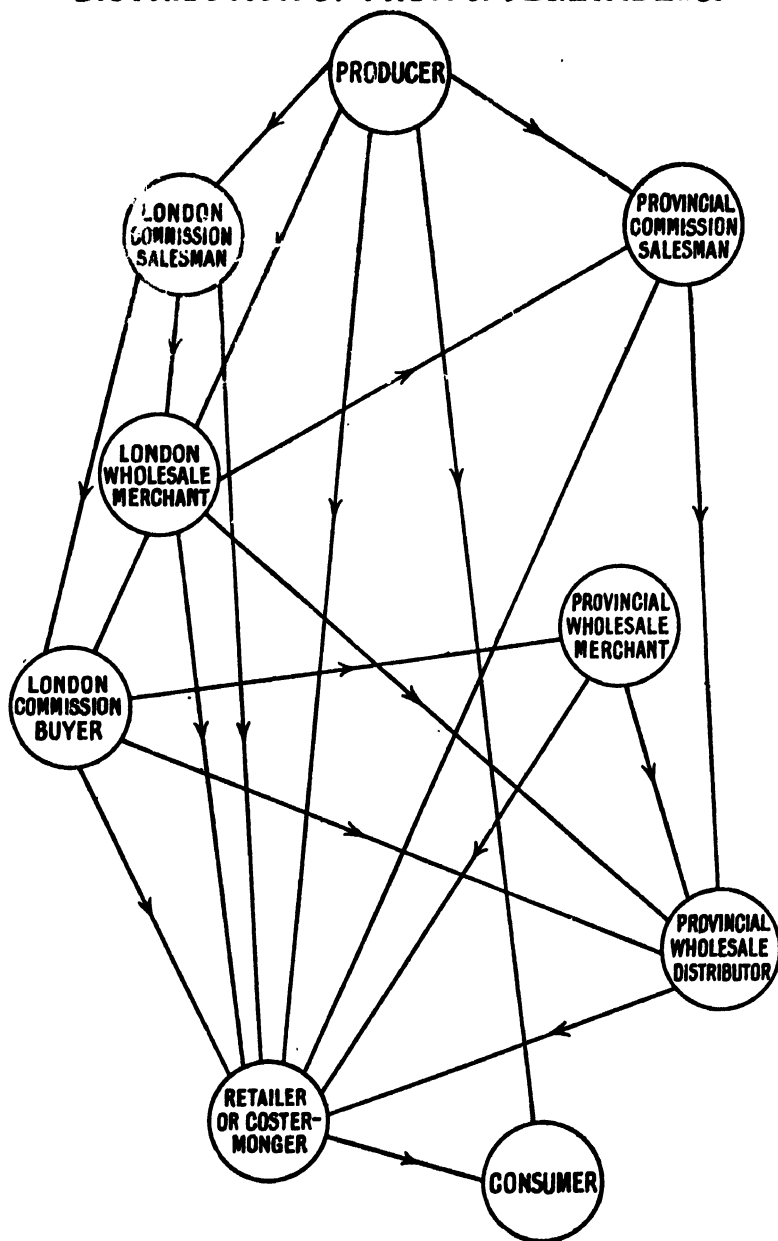 PRODUCER
LONDON
COMMISSION
SALESMAN
PROVINCIAL
COMMISSION
SALESMAN
LONDON
WHOLESALE
MERCHANT
PROVINCIAL
WHOLESALE
MERCHANT
LONDON
COMMISSION
BUYER
PROVINCIAL
WHOLESALE
DISTRIBUTOR
RETAILER
OR COSTER-
MONGER
CONSUMER